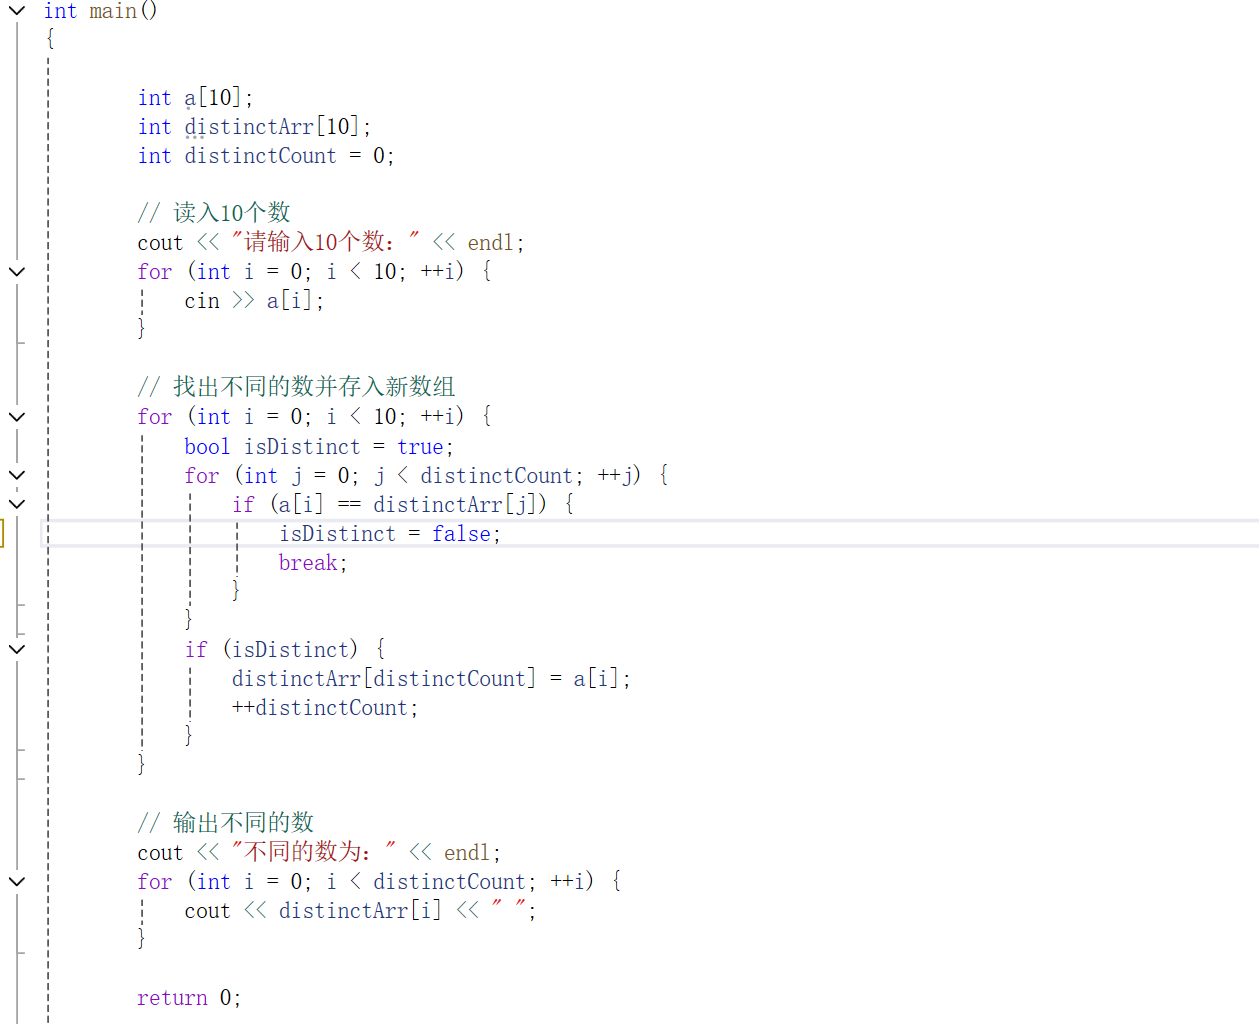 int main()
{
int a[10];
int distinctArr[10];
int distinctCount = 0;
// 读入10个数
cout << "请输入10个数：" << endl;
for (int i = 0; i < 10; ++i) {
cin >> a[i];
}
// 找出不同的数并存入新数组
for (int i = 0; i < 10; ++i) {
bool isDistinct = true;
for (int j = 0; j < distinctCount; ++j) {
if (a[i] == distinctArr[j]) {
isDistinct = false;
break;
}
}
if (isDistinct) {
distinctArr[distinctCount] = a[i];
++distinctCount;
}
}
// 输出不同的数
cout << "不同的数为：" << endl;
for (int i = 0; i < distinctCount; ++i) {
cout << distinctArr[i] << " ";
}
return 0;